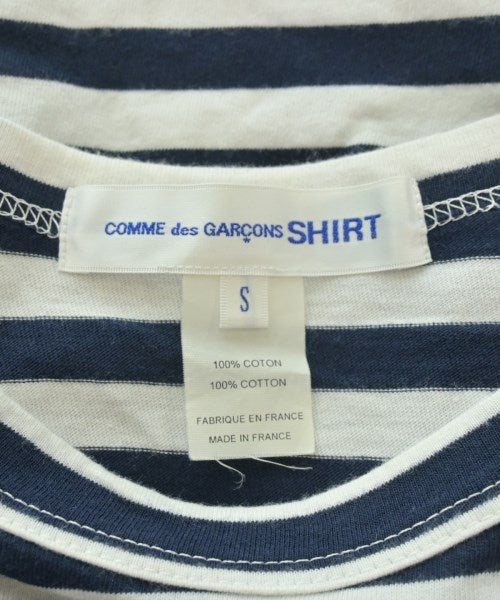 COMME des GARÇONS SHIRT
S
100% COTON
100% COTTON
FABRIQUE EN FRANCE
MADE IN FRANCE